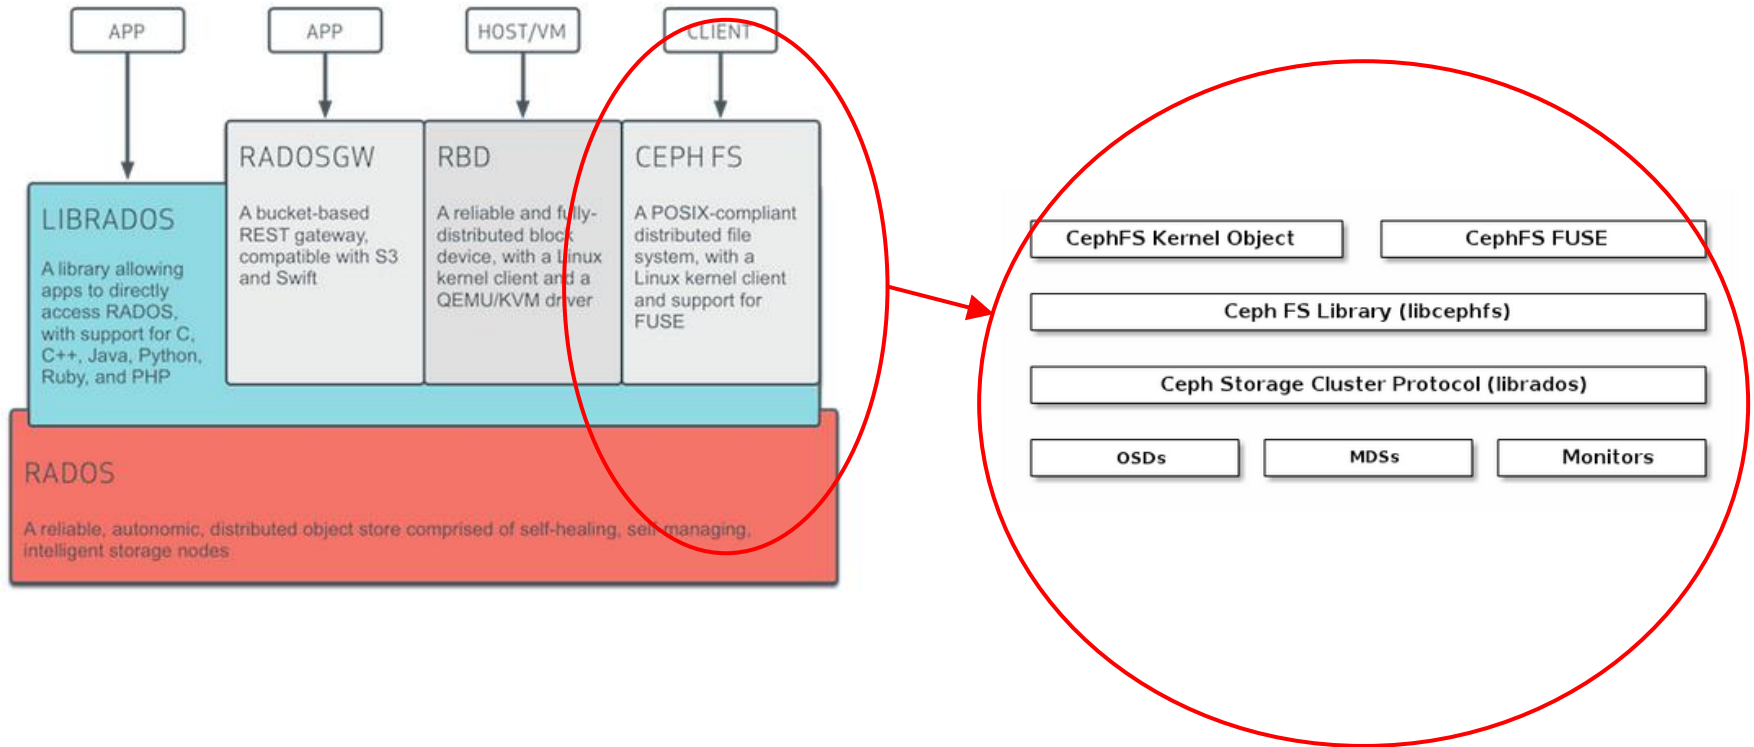 APP
APP
HOST/VM
CLIENT
RADOSGW
A bucket-based
REST gateway,
compatible with S3
and Swift
RBD
A reliable and fully-
distributed block
device, with a Linux
kernel client and a
QEMU/KVM driver
CEPH FS
A POSIX-compliant
distributed file
system, with a
Linux kernel client
and support for
FUSE
LIBRADOS
A library allowing
apps to directly
access RADOS,
with support for C,
C++, Java, Python,
Ruby, and PHP
RADOS
A reliable, autonomic, distributed object store comprised of self-healing, self-managing,
intelligent storage nodes
CephFS Kernel Object
CephFS FUSE
Ceph FS Library (libcephfs)
Ceph Storage Cluster Protocol (librados)
OSDs
MDSs
Monitors